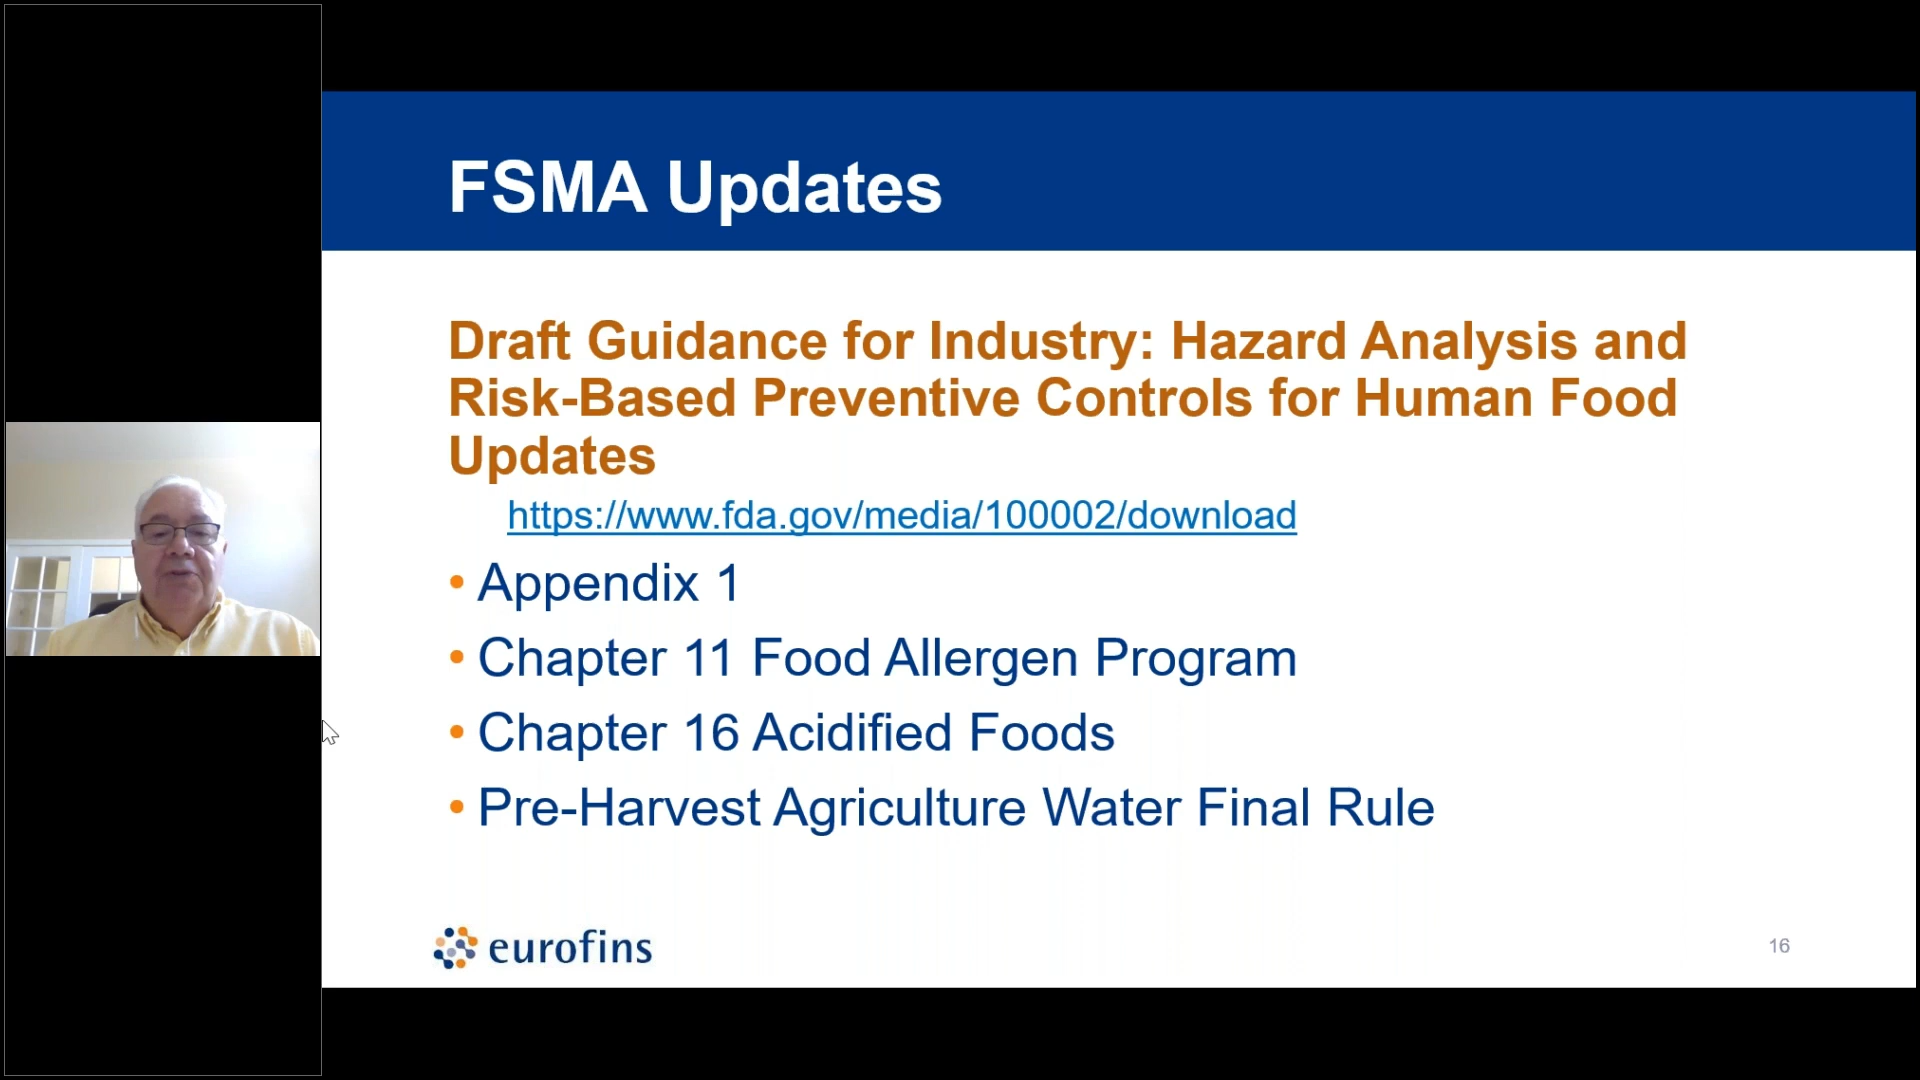 FSMA Updates
Draft Guidance for Industry: Hazard Analysis and
Risk-Based Preventive Controls for Human Food
Updates
https://www.fda.gov/media/100002/download
• Appendix 1
• Chapter 11 Food Allergen Program
• Chapter 16 Acidified Foods
• Pre-Harvest Agriculture Water Final Rule
eurofins
16